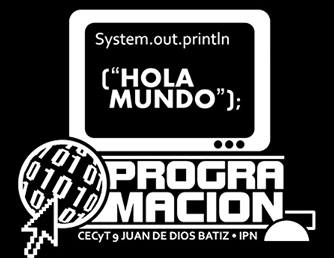 System.out.println
("HOLA
MUNDO");
PROGRA
MACION
CECyT 9 JUAN DE DIOS BATIZ • IPN